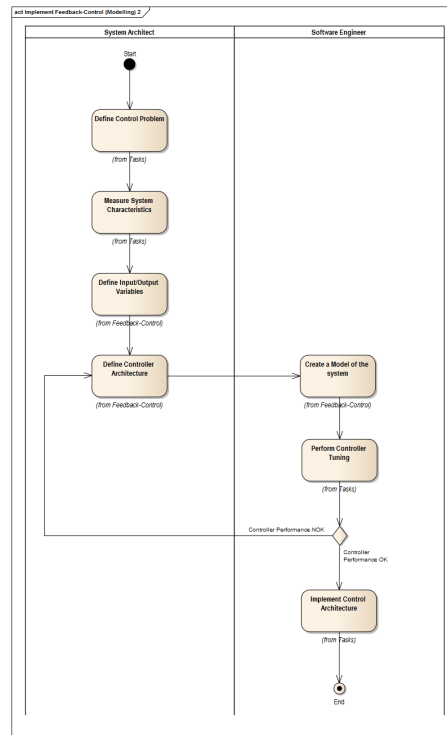 act Implement Feedback-Control (Modelling) 2
System Architect
Software Engineer
Start
Define Control Problem
(from Tasks)
Measure System
Characteristics
(from Tasks)
Define Input/Output
Variables
(from Feedback-Control)
Define Controller
Architecture
(from Feedback-Control)
Create a Model of the
system
(from Feedback-Control)
Perform Controller
Tuning
(from Tasks)
Controller Performance NOK
Controller
Performance OK
Implement Control
Architecture
(from Tasks)
End